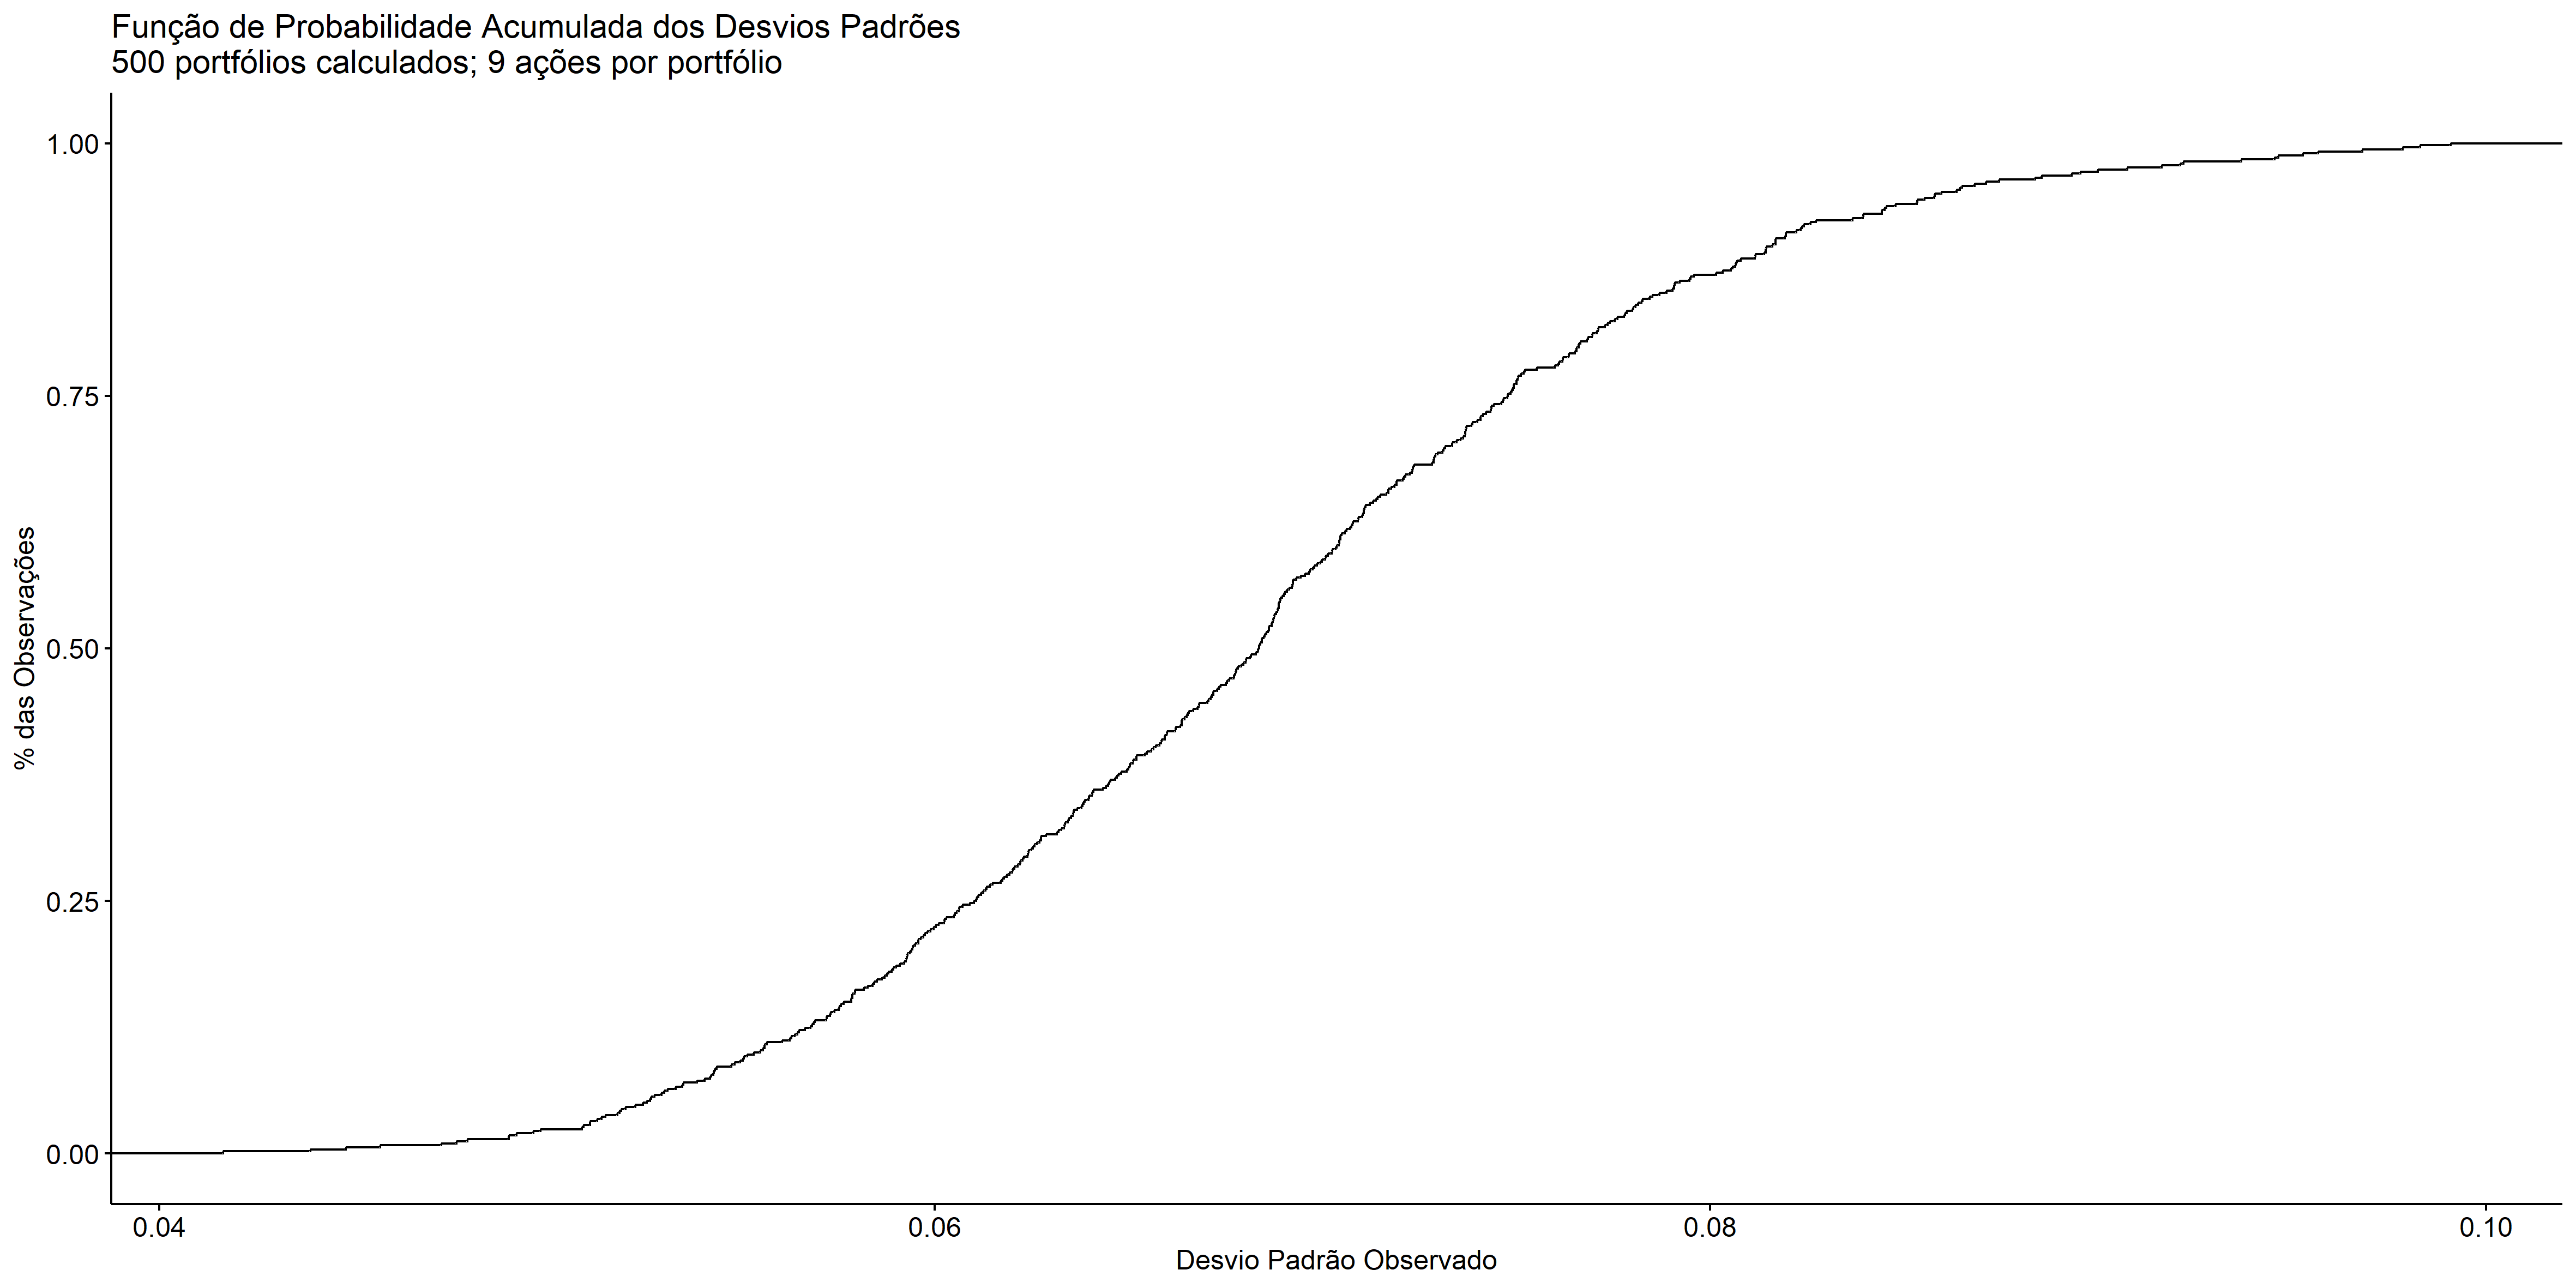 Função de Probabilidade Acumulada dos Desvios Padrões
500 portfólios calculados; 9 ações por portfólio
1.00
0.75
0.50
0.25
0.00
% das Observações
0.04
0.06
0.08
0.10
Desvio Padrão Observado